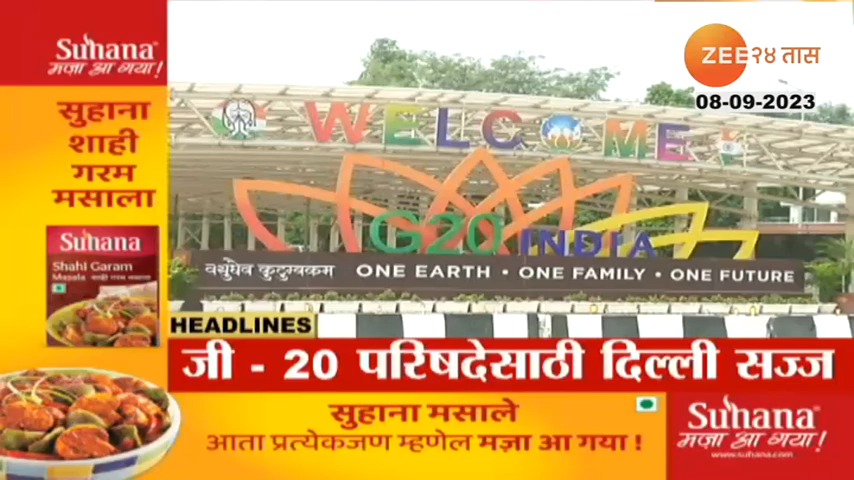 Suhana
मज़ा आ गया!
सुहाना
शाही
गरम
मसाला
Suhana
Shahi Garam
Masala
ZEE २४ तास
08-09-2023
WELCOME
G20 INDIA
वसुधैव कुटुम्बकम् ONE EARTH • ONE FAMILY • ONE FUTURE
HEADLINES
जी - 20 परिषदेसाठी दिल्ली सज्ज
सुहाना मसाले
आता प्रत्येकजण म्हणेल मज़ा आ गया !
Suhana
मज़ा आ गया!
www.suhana.com